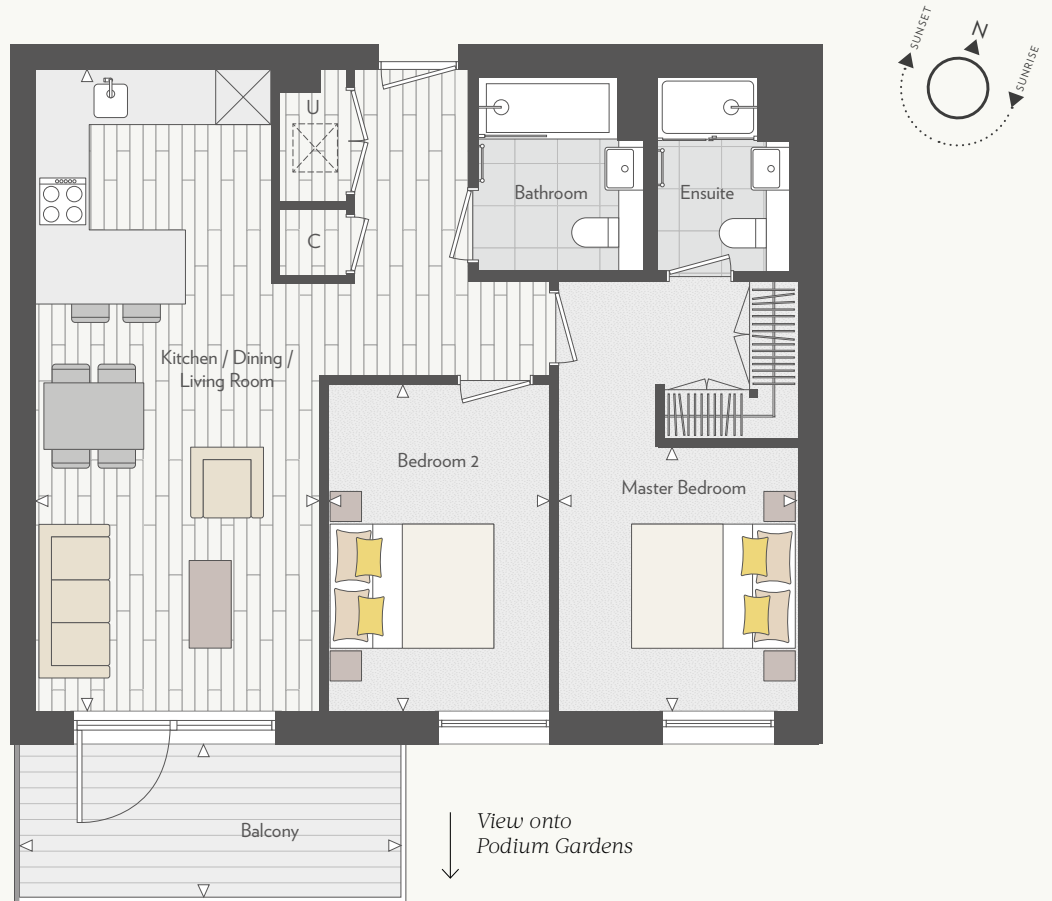 SUNSET
N
SUNRISE
U
C
Bathroom
Ensuite
Kitchen / Dining /
Living Room
Bedroom 2
Master Bedroom
Balcony
View onto
Podium Gardens